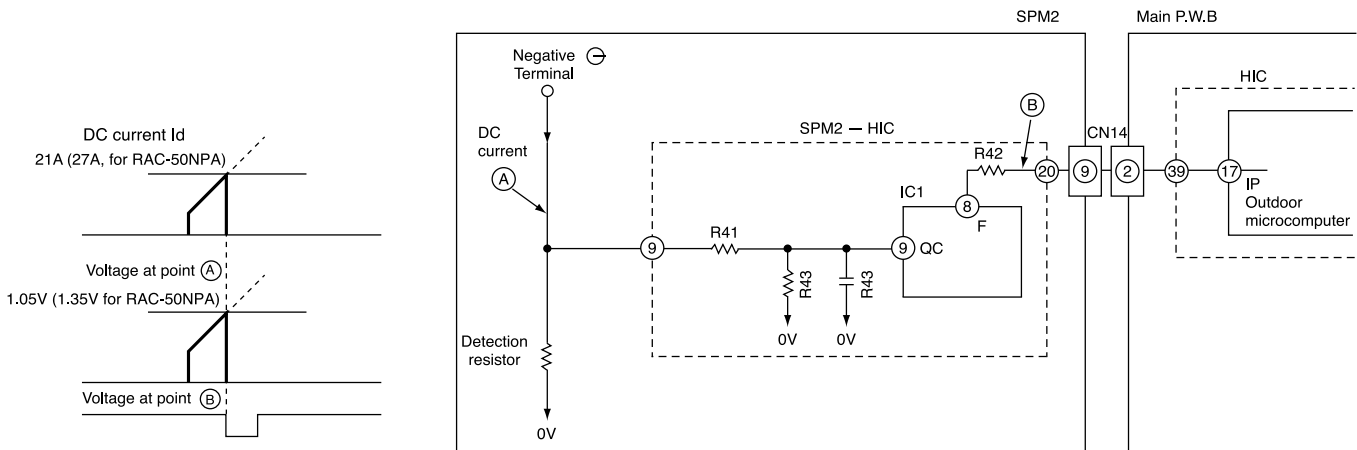 DC current Id
21A (27A, for RAC-50NPA)
Voltage at point A
1.05V (1.35V for RAC-50NPA)
Voltage at point B
SPM2
Main P.W.B
Negative
Terminal
DC
current
A
Detection
resistor
0V
SPM2 – HIC
9
R41
R43
0V
R43
0V
IC1
9 QC
8
F
R42
B
20
CN14
9
2
HIC
39
17
IP
Outdoor
microcomputer